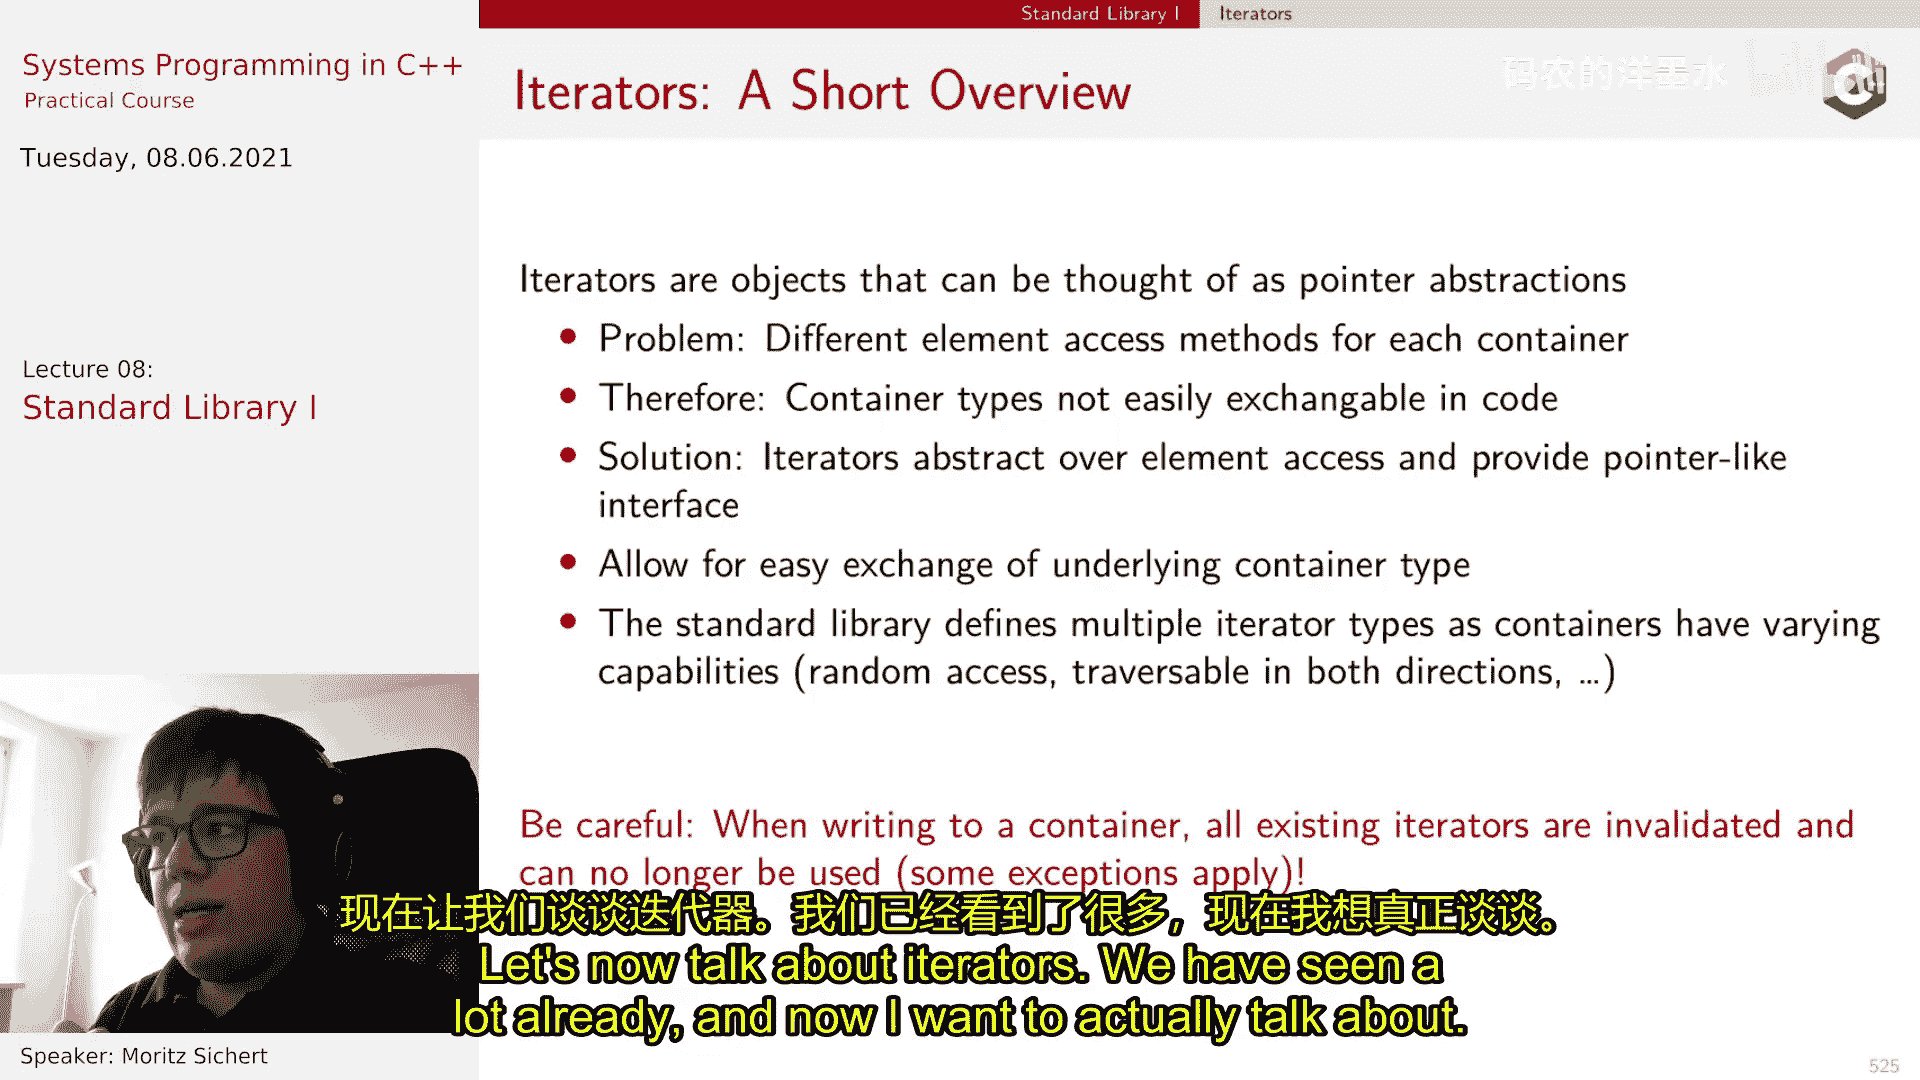 Standard Library I
Iterators
Systems Programming in C++
Practical Course
Tuesday, 08.06.2021
Lecture 08:
Standard Library I
Iterators: A Short Overview
码农的洋墨水
Iterators are objects that can be thought of as pointer abstractions
• Problem: Different element access methods for each container
• Therefore: Container types not easily exchangable in code
• Solution: Iterators abstract over element access and provide pointer-like
interface
• Allow for easy exchange of underlying container type
• The standard library defines multiple iterator types as containers have varying
capabilities (random access, traversable in both directions, …)
Be careful: When writing to a container, all existing iterators are invalidated and
can no longer be used (some exceptions apply)!
现在让我们谈谈迭代器。我们已经看到了很多，现在我想真正谈谈。
Let's now talk about iterators. We have seen a
lot already, and now I want to actually talk about.
Speaker: Moritz Sichert
525